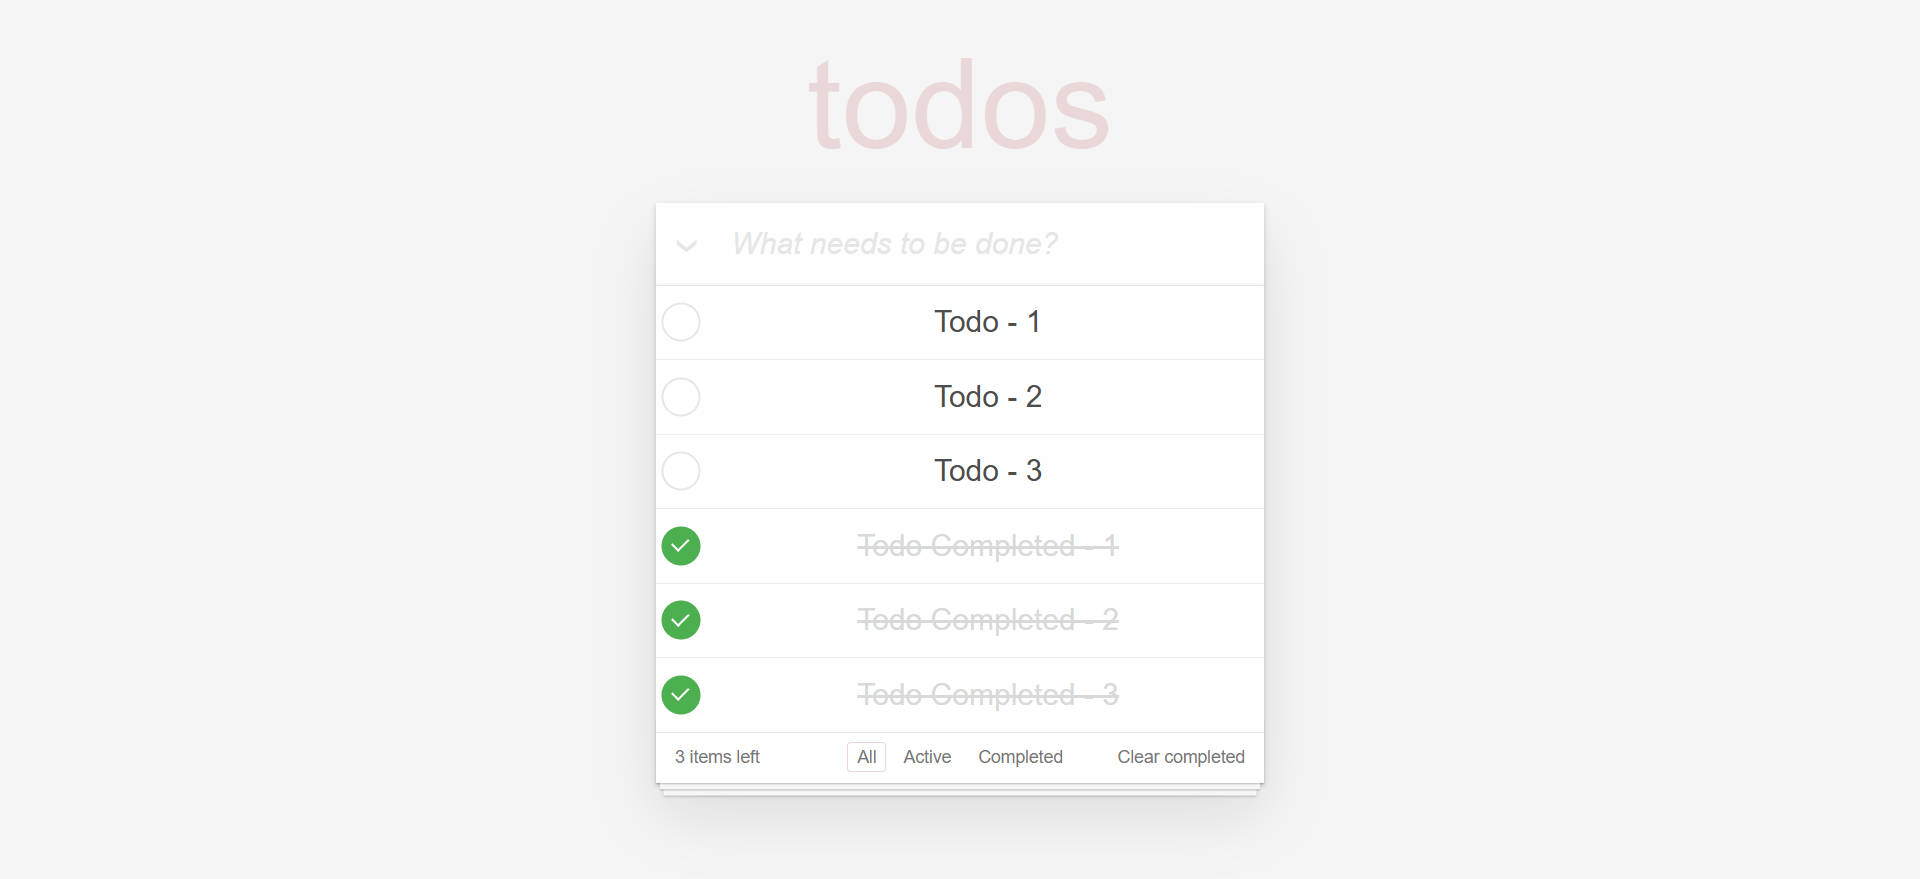 todos
What needs to be done?
Todo - 1
Todo - 2
Todo - 3
Todo Completed - 1
Todo Completed - 2
Todo Completed - 3
3 items left All Active Completed Clear completed